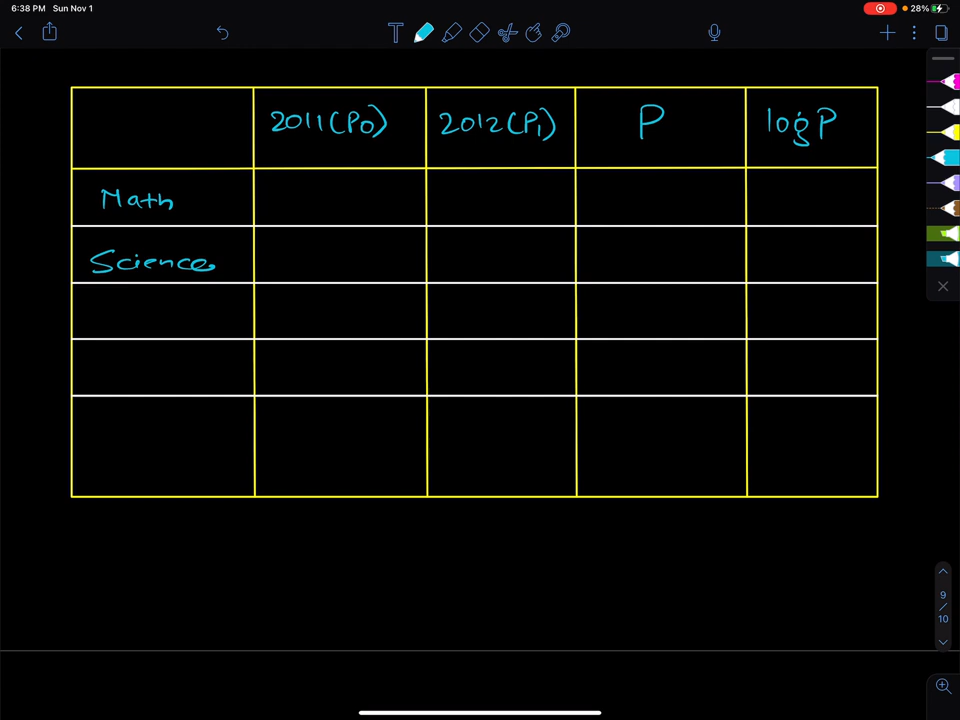 6:38 PM Sun Nov 1 28%
T
2011(P0) 2012(P1) P log P
Math
Science
9
/
10